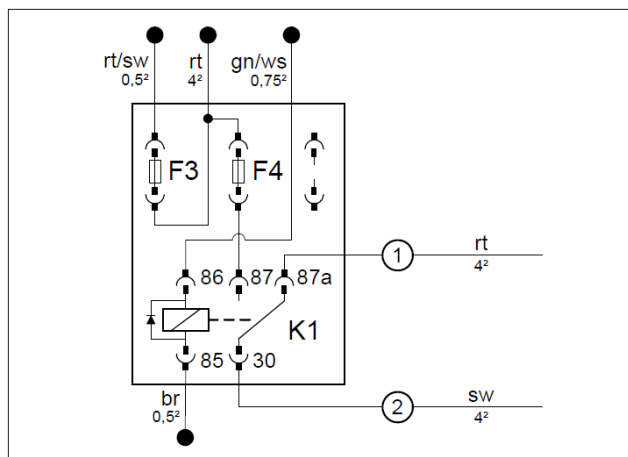 rt/sw
0,5²
rt
4²
gn/ws
0,75²
F3
F4
1
rt
4²
86
87
87a
K1
85
30
br
0,5²
2
sw
4²